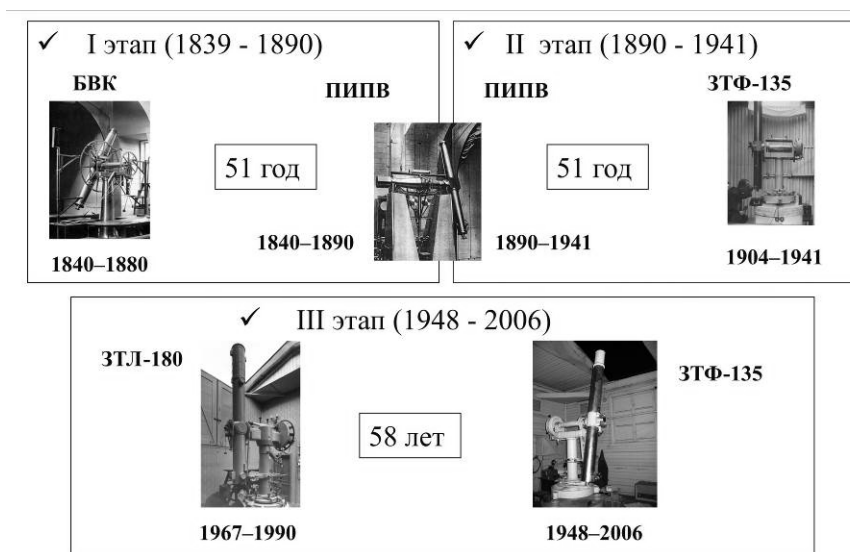 ✓ I этап (1839 - 1890)
БВК
ПИПВ
51 год
1840–1880
1840–1890
✓ II этап (1890 - 1941)
ПИПВ
ЗТФ-135
51 год
1890–1941
1904–1941
✓ III этап (1948 - 2006)
ЗТЛ-180
ЗТФ-135
58 лет
1967–1990
1948–2006